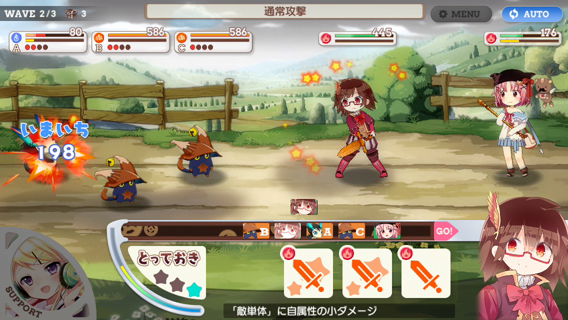 WAVE 2/3 3
通常攻撃
MENU
AUTO
A 80
B 586
C 586
445
176
いまいち
198
B A C GO!
とっておき
SUPPORT
「敵単体」に自属性の小ダメージ